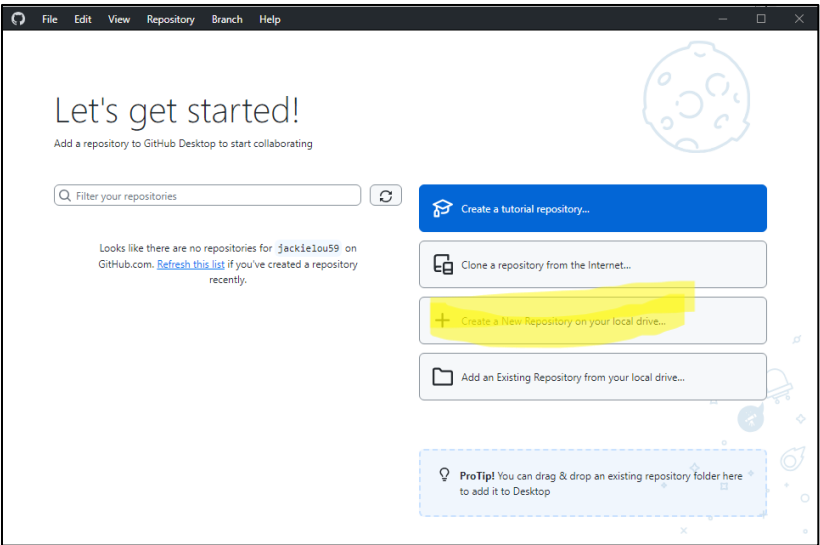 File Edit View Repository Branch Help
Let's get started!
Add a repository to GitHub Desktop to start collaborating
Filter your repositories
Looks like there are no repositories for jackielou59 on
GitHub.com. Refresh this list if you've created a repository
recently.
Create a tutorial repository...
Clone a repository from the Internet...
Create a New Repository on your local drive...
Add an Existing Repository from your local drive...
ProTip! You can drag & drop an existing repository folder here
to add it to Desktop